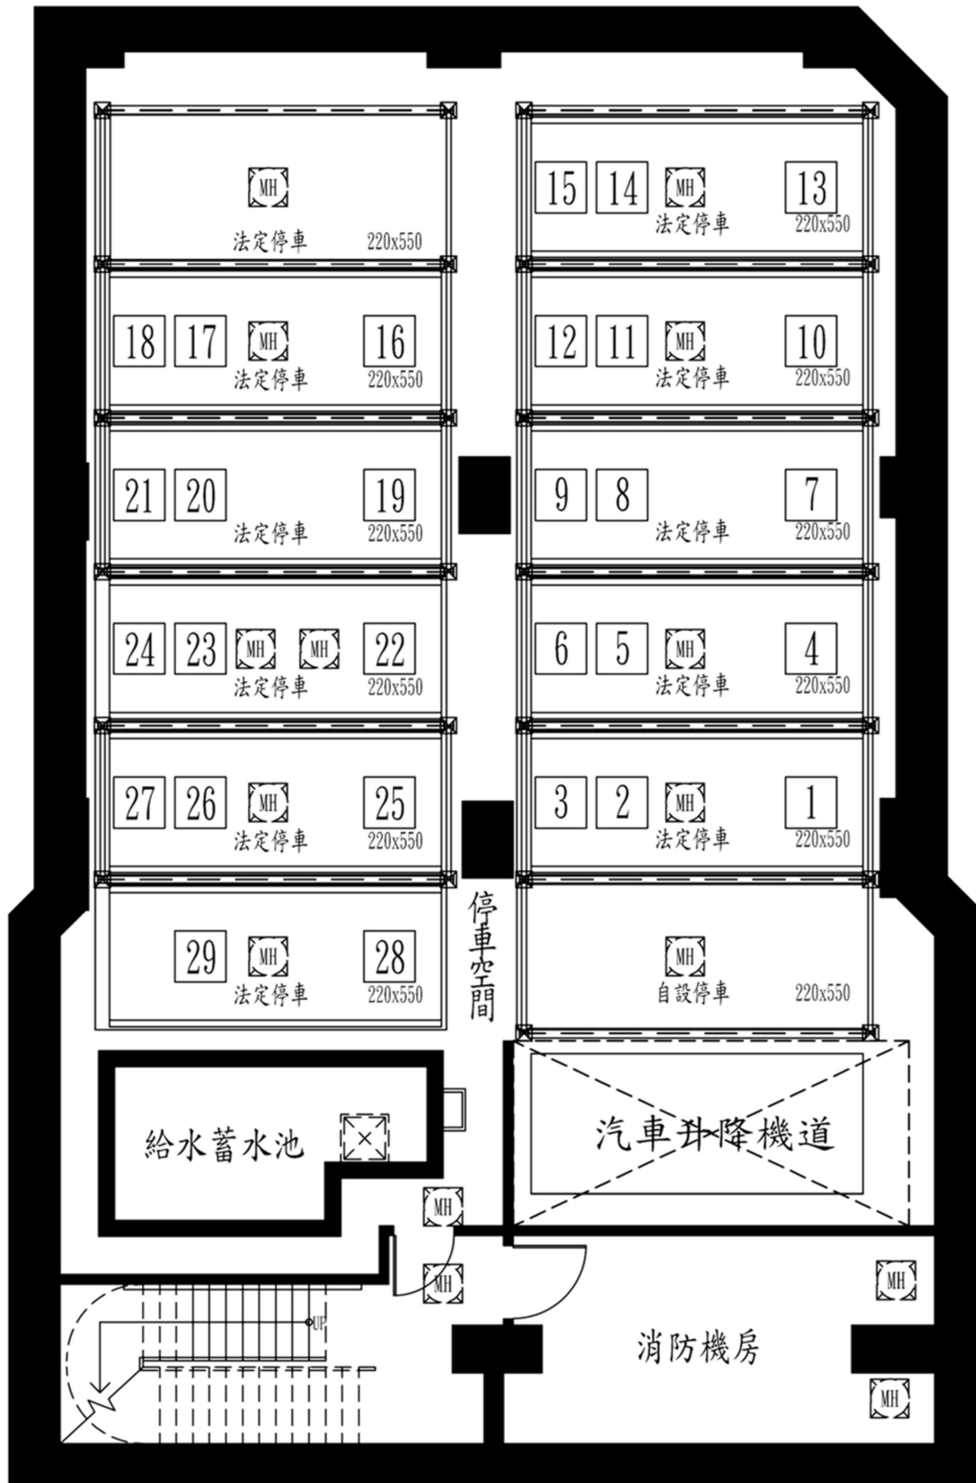 MH
法定停車 220x550
15 14 MH 13
法定停車 220x550
18 17 MH 16
法定停車 220x550
12 11 MH 10
法定停車 220x550
21 20 19
法定停車 220x550
9 8 7
法定停車 220x550
24 23 MH MH 22
法定停車 220x550
6 5 MH 4
法定停車 220x550
27 26 MH 25
法定停車 220x550
3 2 MH 1
法定停車 220x550
29 MH 28
法定停車 220x550
停車空間
MH
自設停車 220x550
給水蓄水池
汽車升降機道
MH
MH
UP
MH
消防機房
MH